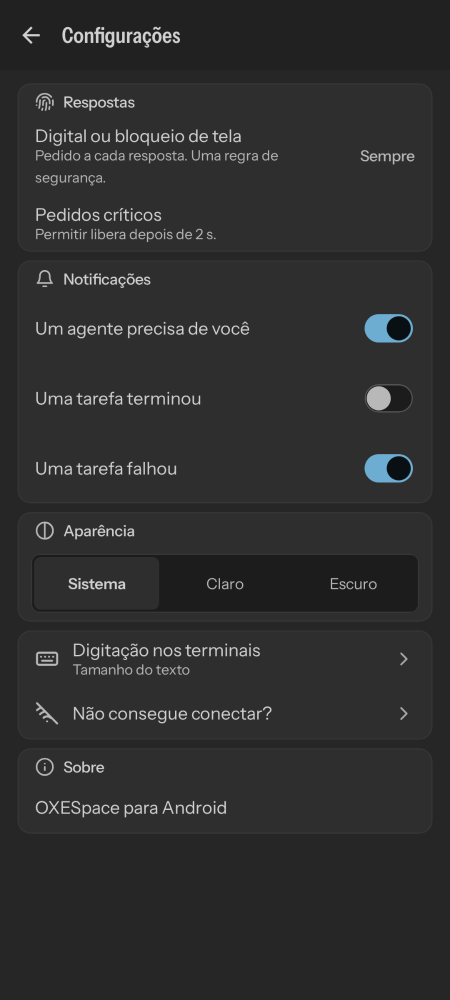 Configurações
Respostas
Digital ou bloqueio de tela
Pedido a cada resposta. Uma regra de
segurança.
Sempre
Pedidos críticos
Permitir libera depois de 2 s.
Notificações
Um agente precisa de você
Uma tarefa terminou
Uma tarefa falhou
Aparência
Sistema Claro Escuro
Digitação nos terminais
Tamanho do texto
Não consegue conectar?
Sobre
OXESpace para Android